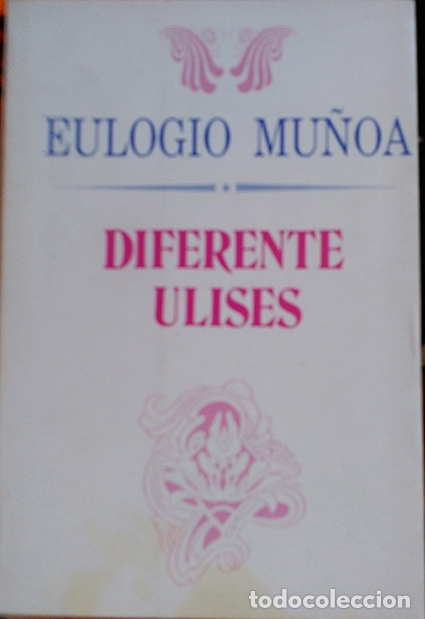 EULOGIO MUÑOA
DIFERENTE
ULISES
todocoleccion